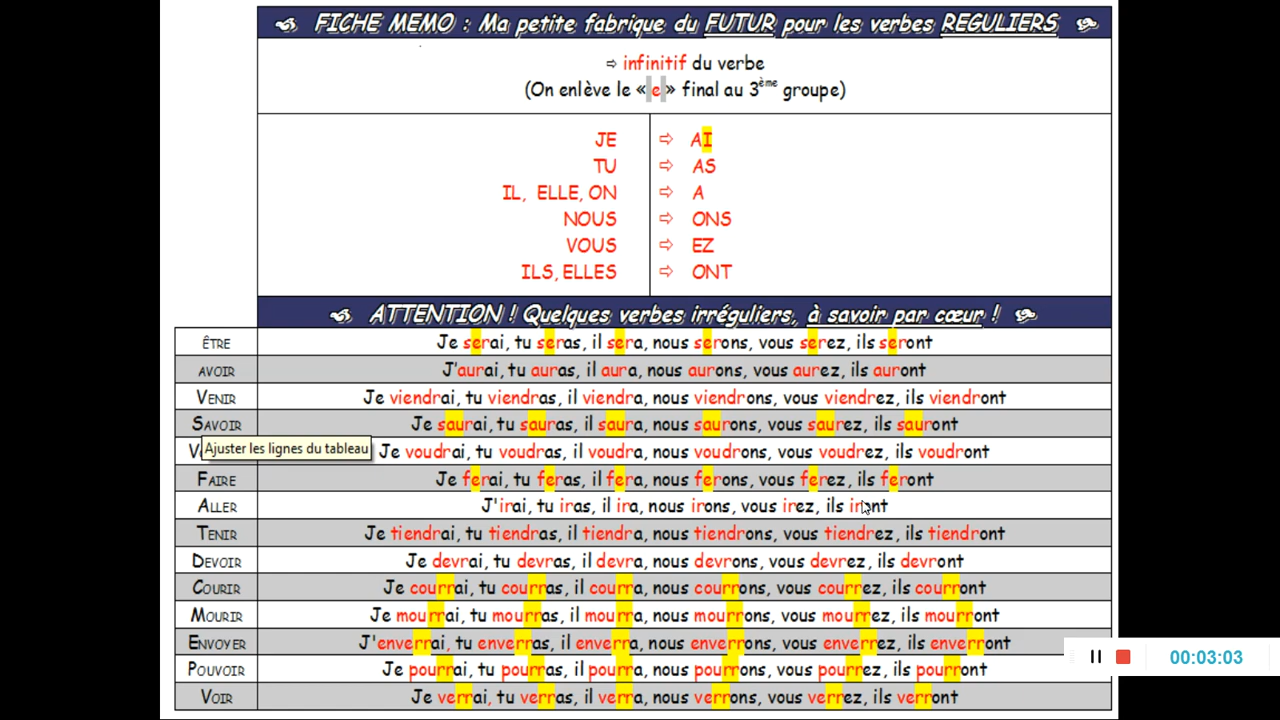 FICHE MEMO : Ma petite fabrique du FUTUR pour les verbes REGULIERS
⇨ infinitif du verbe
(On enlève le « e » final au 3ème groupe)
JE ⇨ AI
TU ⇨ AS
IL, ELLE, ON ⇨ A
NOUS ⇨ ONS
VOUS ⇨ EZ
ILS, ELLES ⇨ ONT
ATTENTION ! Quelques verbes irréguliers, à savoir par cœur !
ÊTRE Je serai, tu seras, il sera, nous serons, vous serez, ils seront
AVOIR J'aurai, tu auras, il aura, nous aurons, vous aurez, ils auront
VENIR Je viendrai, tu viendras, il viendra, nous viendrons, vous viendrez, ils viendront
SAVOIR Je saurai, tu sauras, il saura, nous saurons, vous saurez, ils sauront
Ajuster les lignes du tableau
Je voudrai, tu voudras, il voudra, nous voudrons, vous voudrez, ils voudront
FAIRE Je ferai, tu feras, il fera, nous ferons, vous ferez, ils feront
ALLER J'irai, tu iras, il ira, nous irons, vous irez, ils iront
TENIR Je tiendrai, tu tiendras, il tiendra, nous tiendrons, vous tiendrez, ils tiendront
DEVOIR Je devrai, tu devras, il devra, nous devrons, vous devrez, ils devront
COURIR Je courrai, tu courras, il courra, nous courrons, vous courrez, ils courront
MOURIR Je mourrai, tu mourras, il mourra, nous mourrons, vous mourrez, ils mourront
ENVOYER J'enverrai, tu enverras, il enverra, nous enverrons, vous enverrez, ils enverront
POUVOIR Je pourrai, tu pourras, il pourra, nous pourrons, vous pourrez, ils pourront
VOIR Je verrai, tu verras, il verra, nous verrons, vous verrez, ils verront
00:03:03